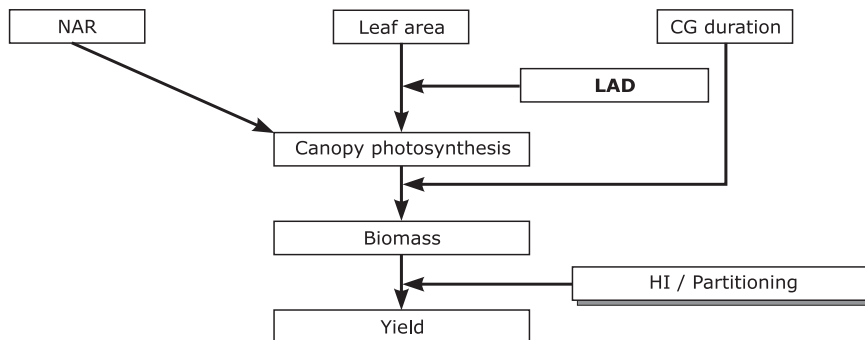 NAR
Leaf area
CG duration
LAD
Canopy photosynthesis
Biomass
HI / Partitioning
Yield